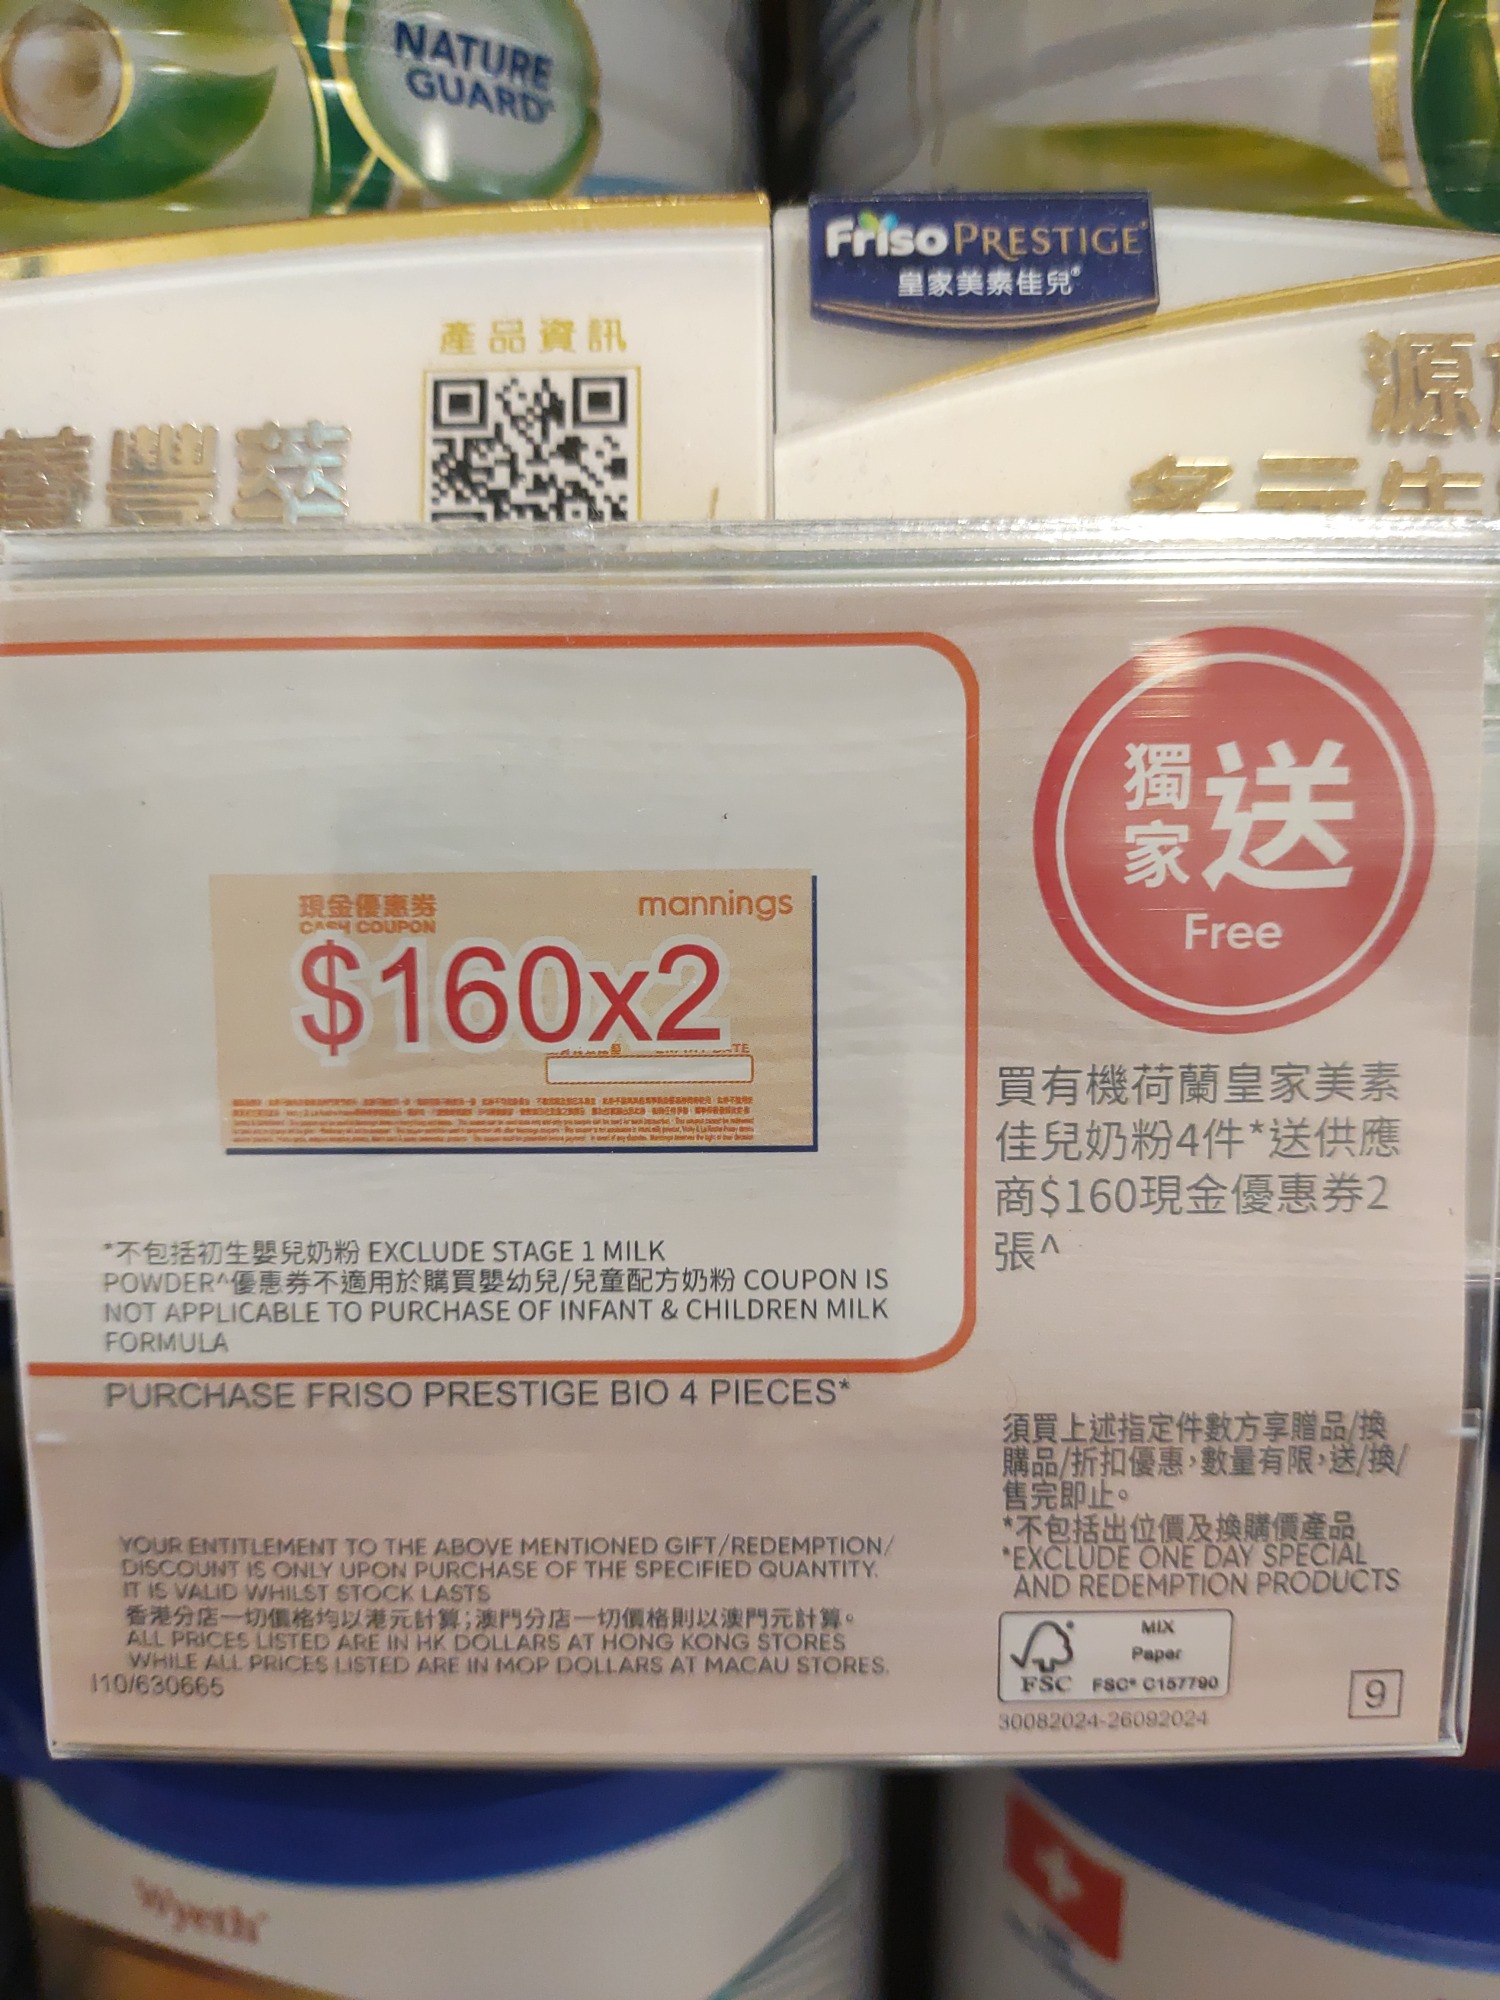 NATURE
GUARD
Friso PRESTIGE
皇家美素佳兒
產品資訊
豐萃
源
多元生
獨家送
Free
現金優惠券
mannings
CASH COUPON
$160x2
買有機荷蘭皇家美素
佳兒奶粉4件*送供應
商$160現金優惠券2
張^
*不包括初生嬰兒奶粉 EXCLUDE STAGE 1 MILK
POWDER^優惠券不適用於購買嬰幼兒/兒童配方奶粉 COUPON IS
NOT APPLICABLE TO PURCHASE OF INFANT & CHILDREN MILK
FORMULA
PURCHASE FRISO PRESTIGE BIO 4 PIECES*
須買上述指定件數方享贈品/換
購品/折扣優惠,數量有限,送/換/
售完即止。
*不包括出位價及換購價產品
*EXCLUDE ONE DAY SPECIAL
AND REDEMPTION PRODUCTS
YOUR ENTITLEMENT TO THE ABOVE MENTIONED GIFT/REDEMPTION/
DISCOUNT IS ONLY UPON PURCHASE OF THE SPECIFIED QUANTITY.
IT IS VALID WHILST STOCK LASTS
香港分店一切價格均以港元計算;澳門分店一切價格則以澳門元計算。
ALL PRICES LISTED ARE IN HK DOLLARS AT HONG KONG STORES
WHILE ALL PRICES LISTED ARE IN MOP DOLLARS AT MACAU STORES.
I10/630665
MIX
Paper
FSC FSC® C157790
30082024-26092024
9
Wyeth